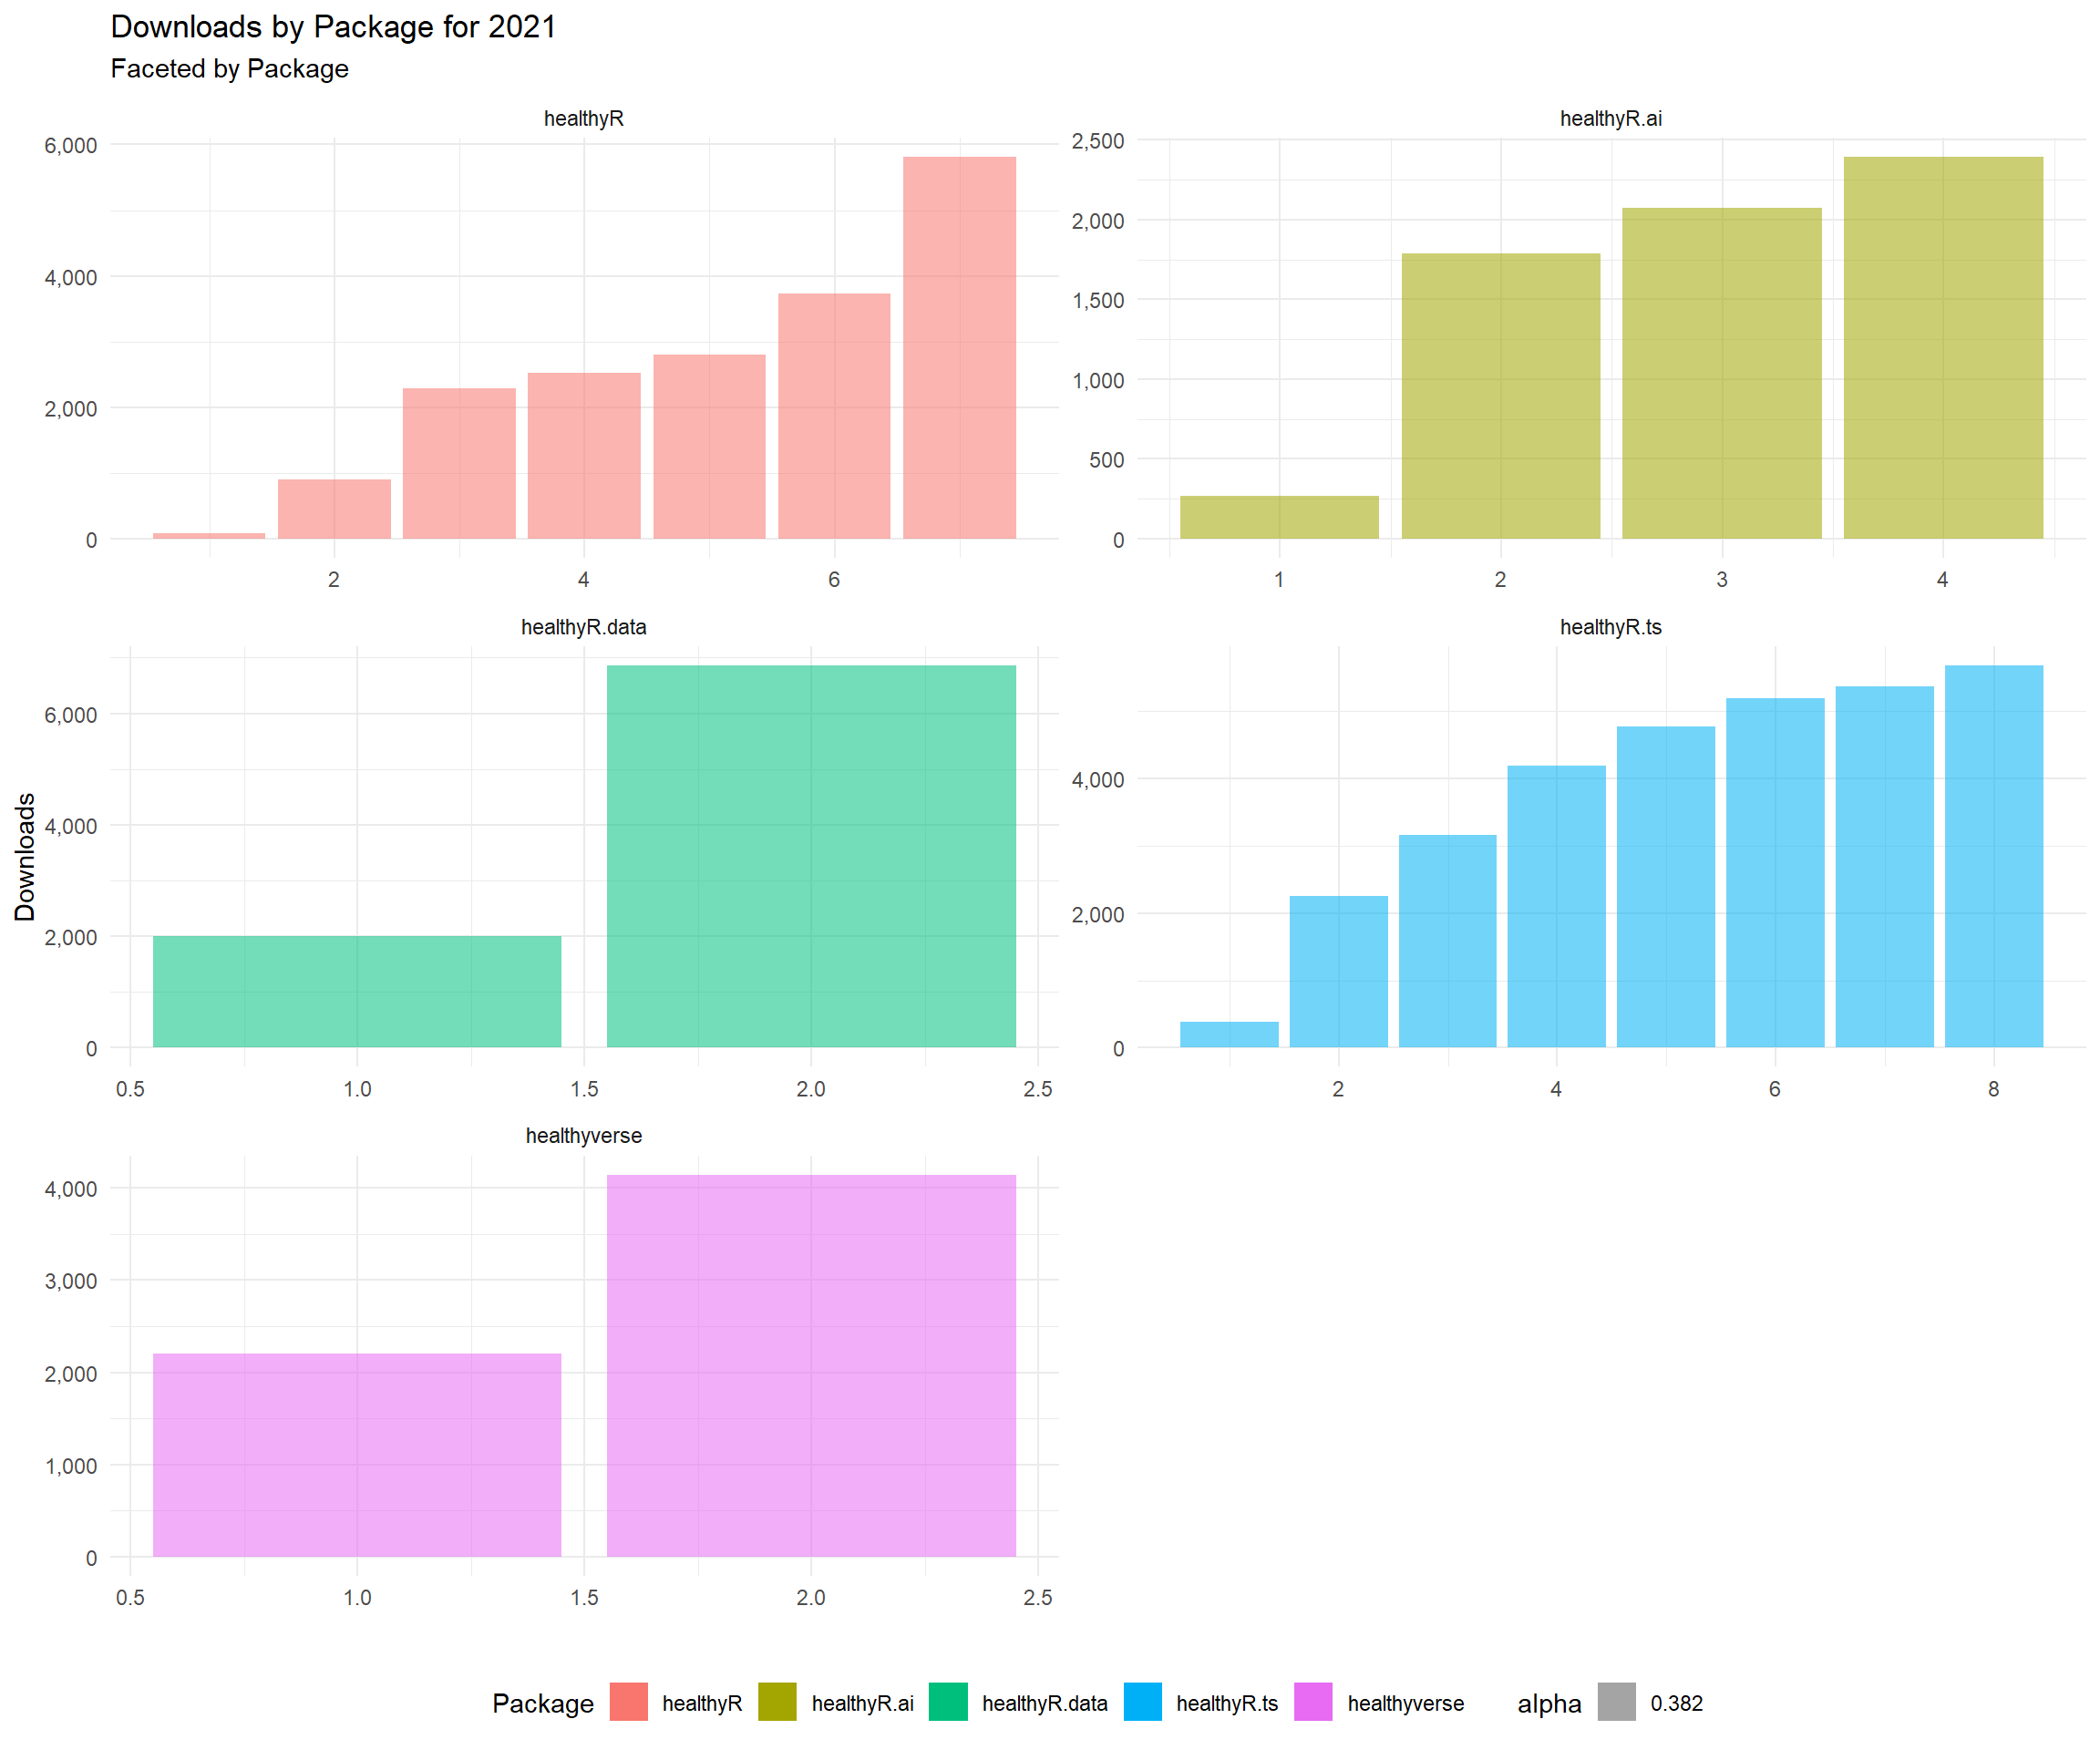 Downloads by Package for 2021
Faceted by Package
healthyR
6,000
4,000
2,000
0
2 4 6
healthyR.ai
2,500
2,000
1,500
1,000
500
0
1 2 3 4
Downloads
healthyR.data
6,000
4,000
2,000
0
0.5 1.0 1.5 2.0 2.5
healthyR.ts
4,000
2,000
0
2 4 6 8
healthyverse
4,000
3,000
2,000
1,000
0
0.5 1.0 1.5 2.0 2.5
Package healthyR healthyR.ai healthyR.data healthyR.ts healthyverse alpha 0.382